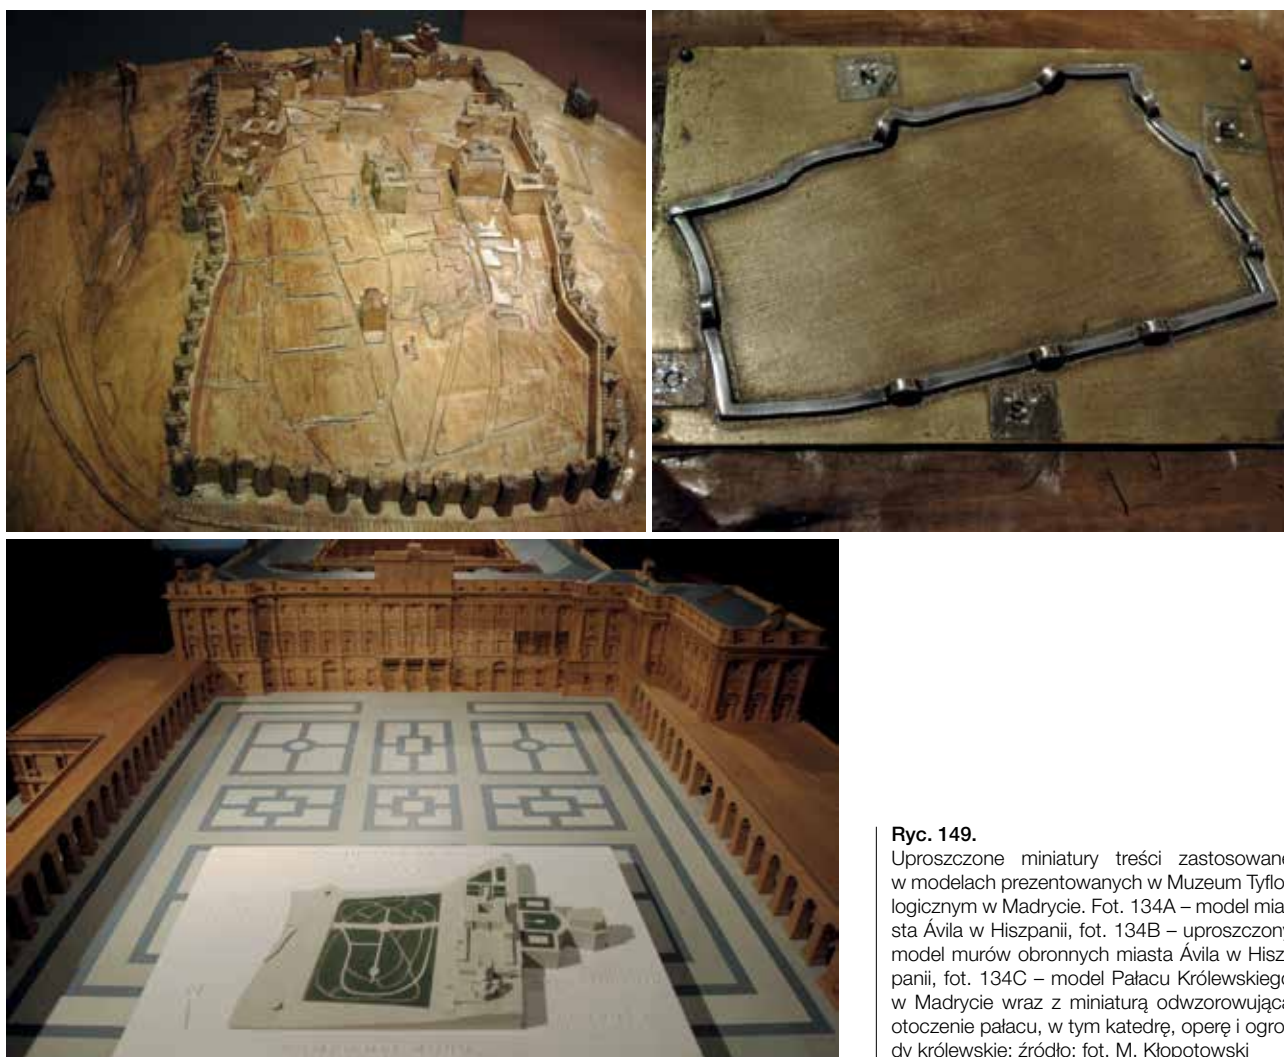 N
E
O
S
Ryc. 149.
Uproszczone miniatury treści zastosowane
w modelach prezentowanych w Muzeum Tyflo
logicznym w Madrycie. Fot. 134A – model mia
sta Ávila w Hiszpanii, fot. 134B – uproszczony
model murów obronnych miasta Ávila w Hisz
panii, fot. 134C – model Pałacu Królewskiego
w Madrycie wraz z miniaturą odwzorowującą
otoczenie pałacu, w tym katedrę, operę i ogro
dy królewskie; źródło: fot. M. Kłopotowski